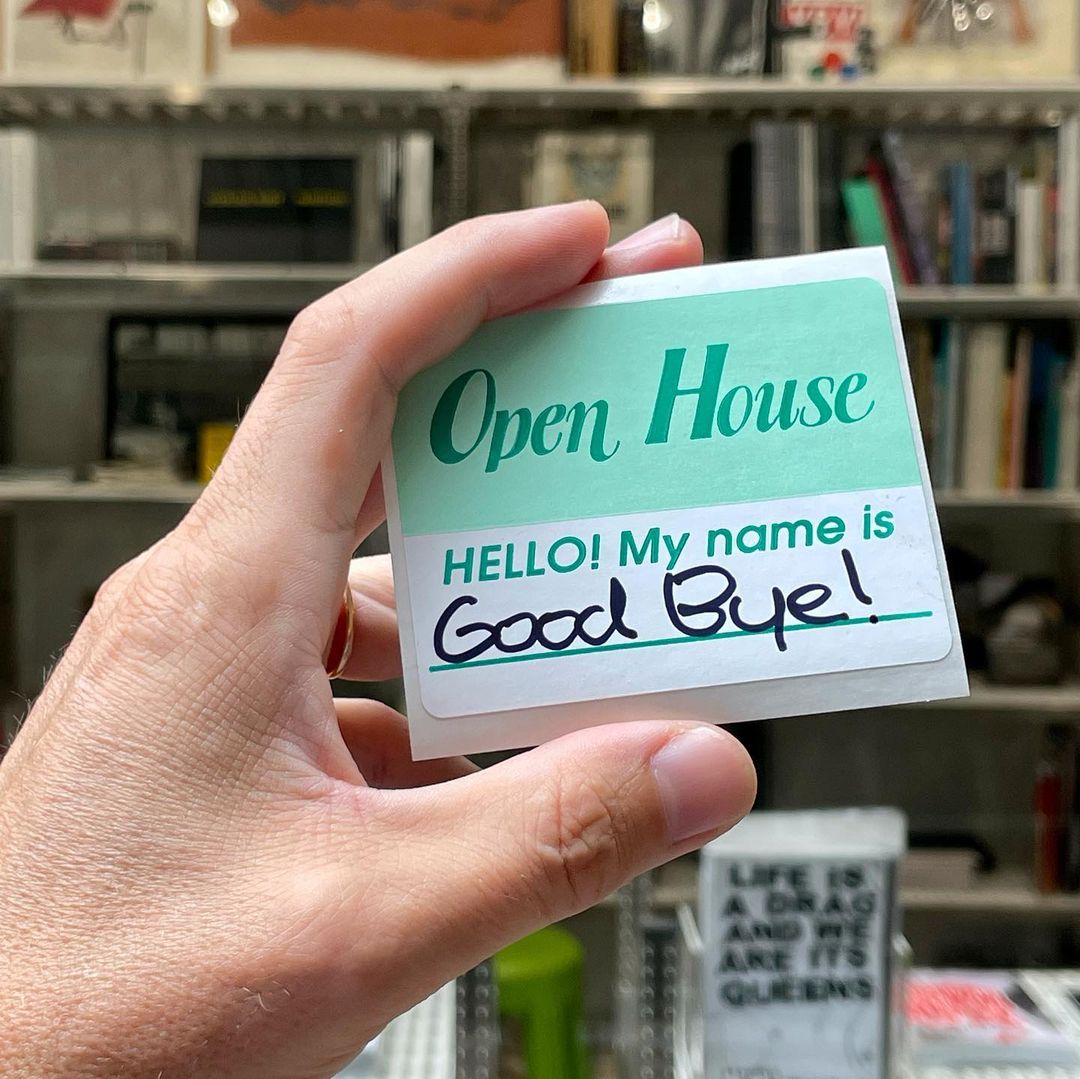 Open House
HELLO! My name is
Good Bye!
LIFE IS
A DRAG
AND WE
ARE ITS
QUEENS